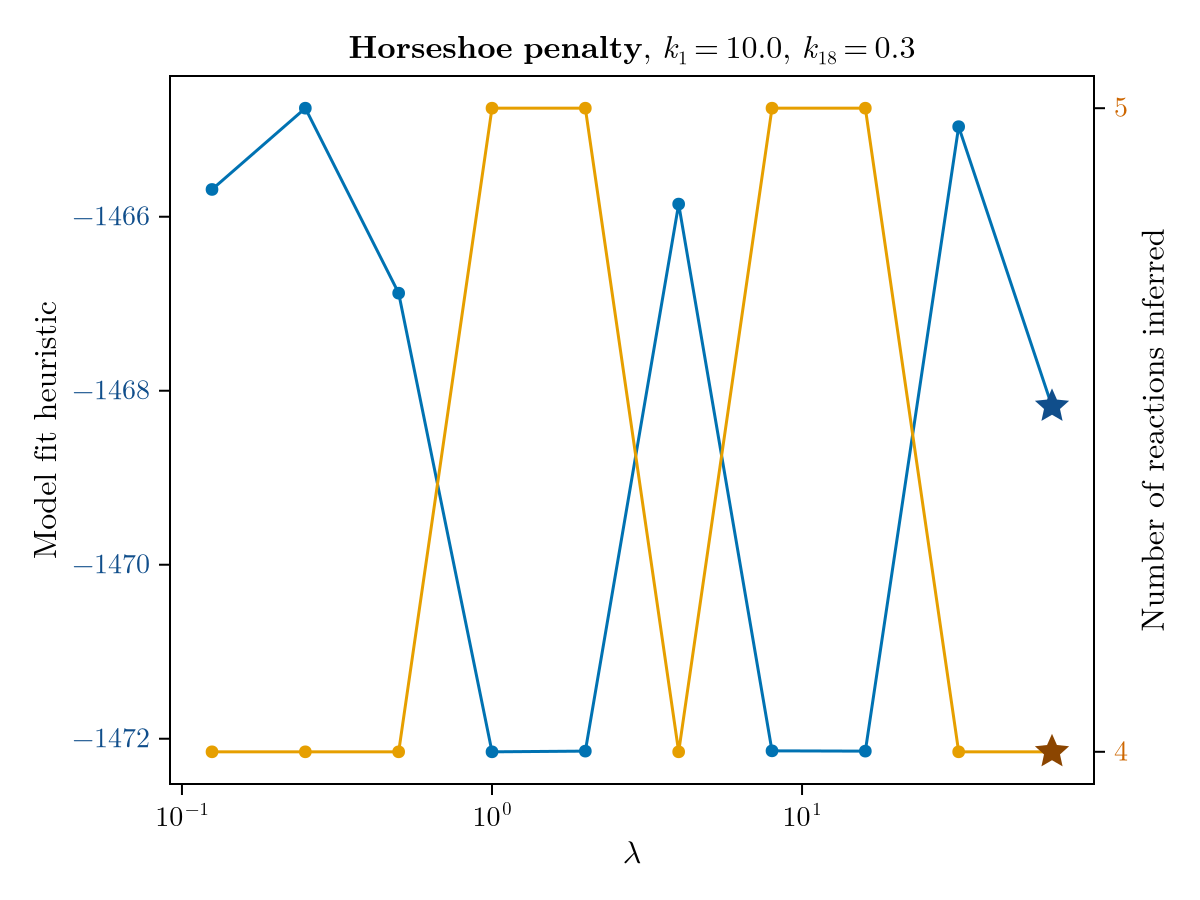 Horseshoe penalty, k₁ = 10.0, k₁₈ = 0.3
Model fit heuristic
−1466
−1468
−1470
−1472
5
4
Number of reactions inferred
10⁻¹
10⁰
10¹
λ